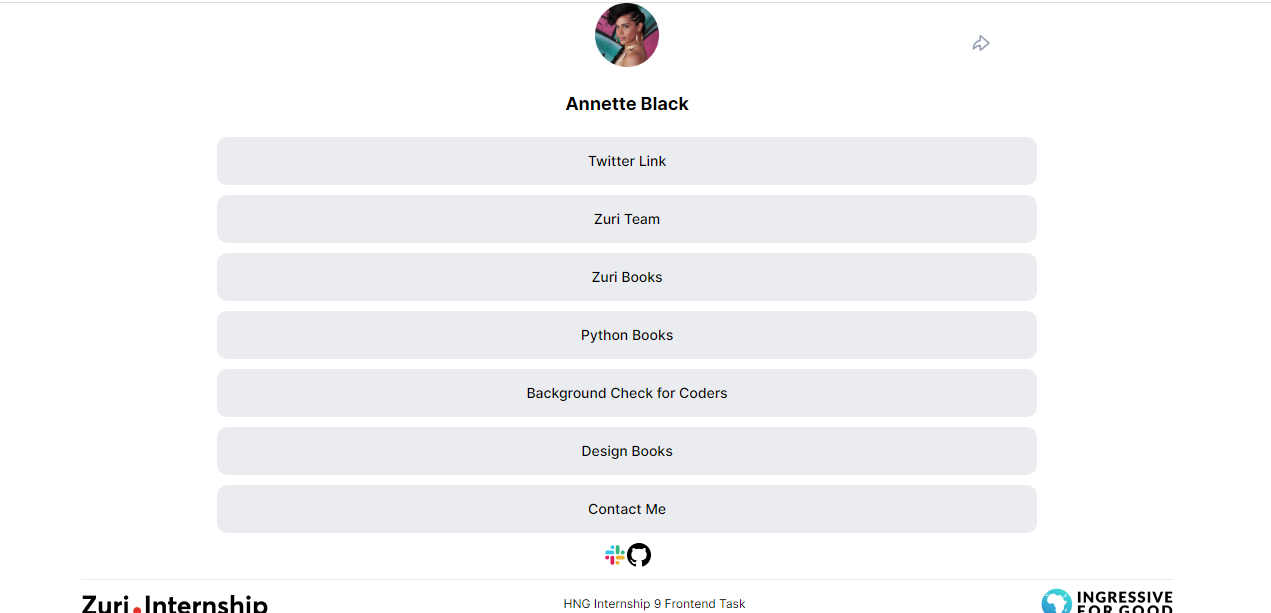 Annette Black
Twitter Link
Zuri Team
Zuri Books
Python Books
Background Check for Coders
Design Books
Contact Me
Zuri.Internship
HNG Internship 9 Frontend Task
INGRESSIVE
FOR GOOD